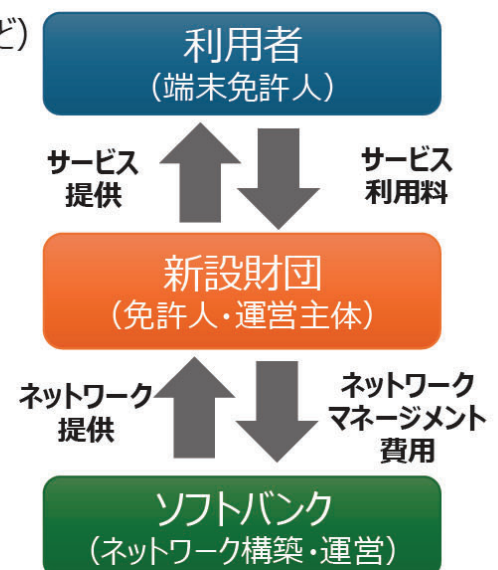 ど)
利用者
(端末免許人)
サービス
提供
サービス
利用料
新設財団
(免許人・運営主体)
ネットワーク
提供
ネットワーク
マネージメント
費用
ソフトバンク
(ネットワーク構築・運営)